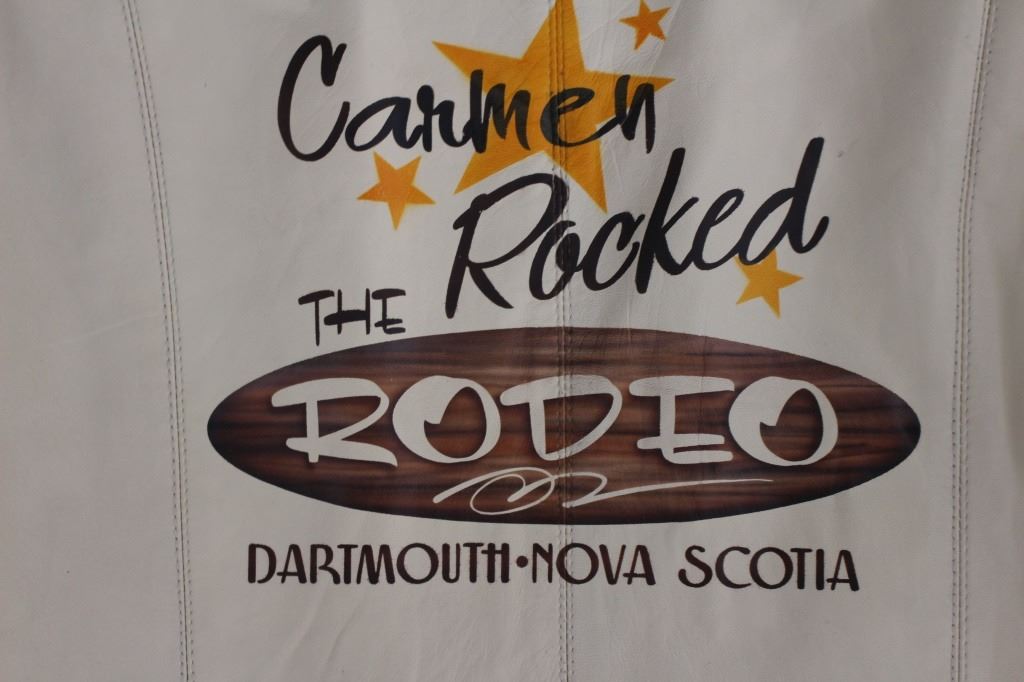 Carmen
Rocked
THE
RODEO
DARTMOUTH•NOVA SCOTIA